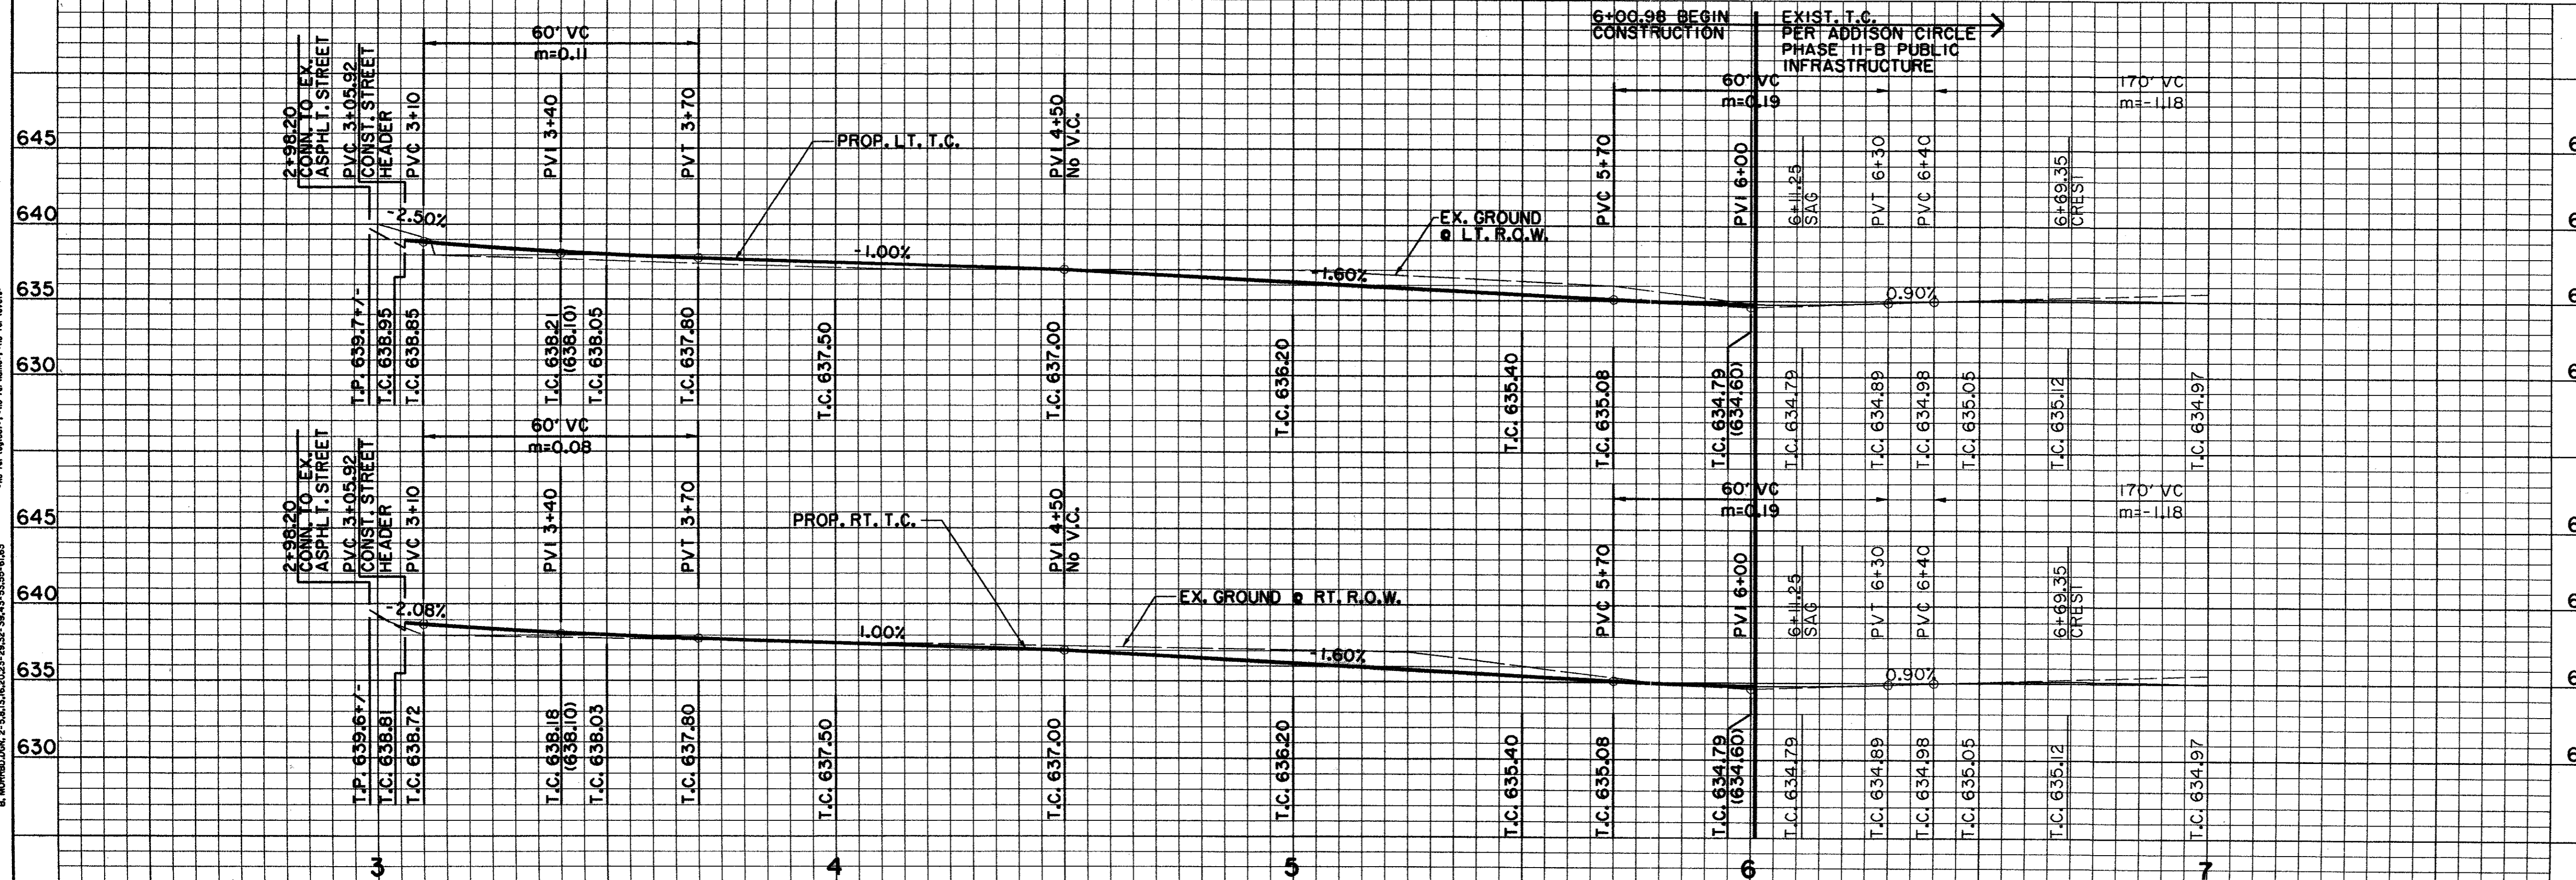 6+00.98 BEGIN
CONSTRUCTION
EXIST. T.C.
PER ADDISON CIRCLE
PHASE II-B PUBLIC
INFRASTRUCTURE
60' VC
m=0.11
60' VC
m=0.19
170' VC
m=-1.18
2+98.20
CONN. TO EX.
ASPHLT. STREET
PVC 3+05.92
CONST. STREET
HEADER
PVC 3+10
PVI 3+40
PVT 3+70
PVI 4+50
No V.C.
PVC 5+70
PVI 6+00
6+11.25
SAG
PVT 6+30
PVC 6+40
6+69.35
CREST
645
640
635
630
PROP. LT. T.C.
EX. GROUND
@ LT. R.O.W.
-2.50%
-1.00%
-1.60%
0.90%
T.P. 639.7+/-
T.C. 638.95
T.C. 638.85
T.C. 638.21
(638.10)
T.C. 638.05
T.C. 637.80
T.C. 637.50
T.C. 637.00
T.C. 636.20
T.C. 635.40
T.C. 635.08
T.C. 634.79
(634.60)
T.C. 634.79
T.C. 634.89
T.C. 634.98
T.C. 635.05
T.C. 635.12
T.C. 634.97
60' VC
m=0.08
60' VC
m=0.19
170' VC
m=-1.18
2+98.20
CONN. TO EX.
ASPHLT. STREET
PVC 3+05.92
CONST. STREET
HEADER
PVC 3+10
PVI 3+40
PVT 3+70
PVI 4+50
No V.C.
PVC 5+70
PVI 6+00
6+11.25
SAG
PVT 6+30
PVC 6+40
6+69.35
CREST
645
640
635
630
PROP. RT. T.C.
EX. GROUND @ RT. R.O.W.
-2.08%
1.00%
-1.60%
0.90%
T.P. 639.6+/-
T.C. 638.81
T.C. 638.72
T.C. 638.18
(638.10)
T.C. 638.03
T.C. 637.80
T.C. 637.50
T.C. 637.00
T.C. 636.20
T.C. 635.40
T.C. 635.08
T.C. 634.79
(634.60)
T.C. 634.79
T.C. 634.89
T.C. 634.98
T.C. 635.05
T.C. 635.12
T.C. 634.97
3
4
5
6
7